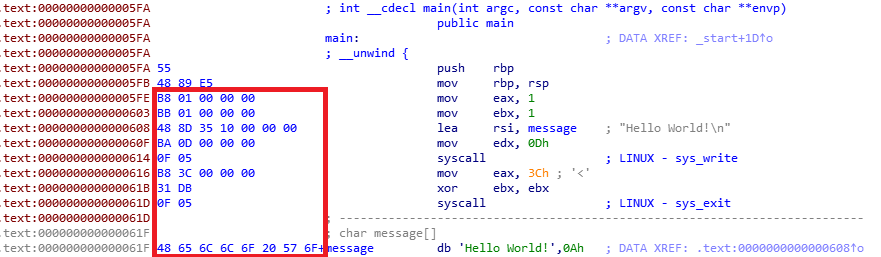 .text:00000000000005FA ; int __cdecl main(int argc, const char **argv, const char **envp)
.text:00000000000005FA public main
.text:00000000000005FA main: ; DATA XREF: _start+1D↑o
.text:00000000000005FA ; __unwind {
.text:00000000000005FA 55 push rbp
.text:00000000000005FB 48 89 E5 mov rbp, rsp
.text:00000000000005FE B8 01 00 00 00 mov eax, 1
.text:0000000000000603 BB 01 00 00 00 mov ebx, 1
.text:0000000000000608 48 8D 35 10 00 00 00 lea rsi, message ; "Hello World!\n"
.text:000000000000060F BA 0D 00 00 00 mov edx, 0Dh
.text:0000000000000614 0F 05 syscall ; LINUX - sys_write
.text:0000000000000616 B8 3C 00 00 00 mov eax, 3Ch ; '<'
.text:000000000000061B 31 DB xor ebx, ebx
.text:000000000000061D 0F 05 syscall ; LINUX - sys_exit
.text:000000000000061D ; ---------------------------------------------------------------------------
.text:000000000000061F ; char message[]
.text:000000000000061F 48 65 6C 6C 6F 20 57 6F+message db 'Hello World!',0Ah ; DATA XREF: .text:0000000000000608↑o